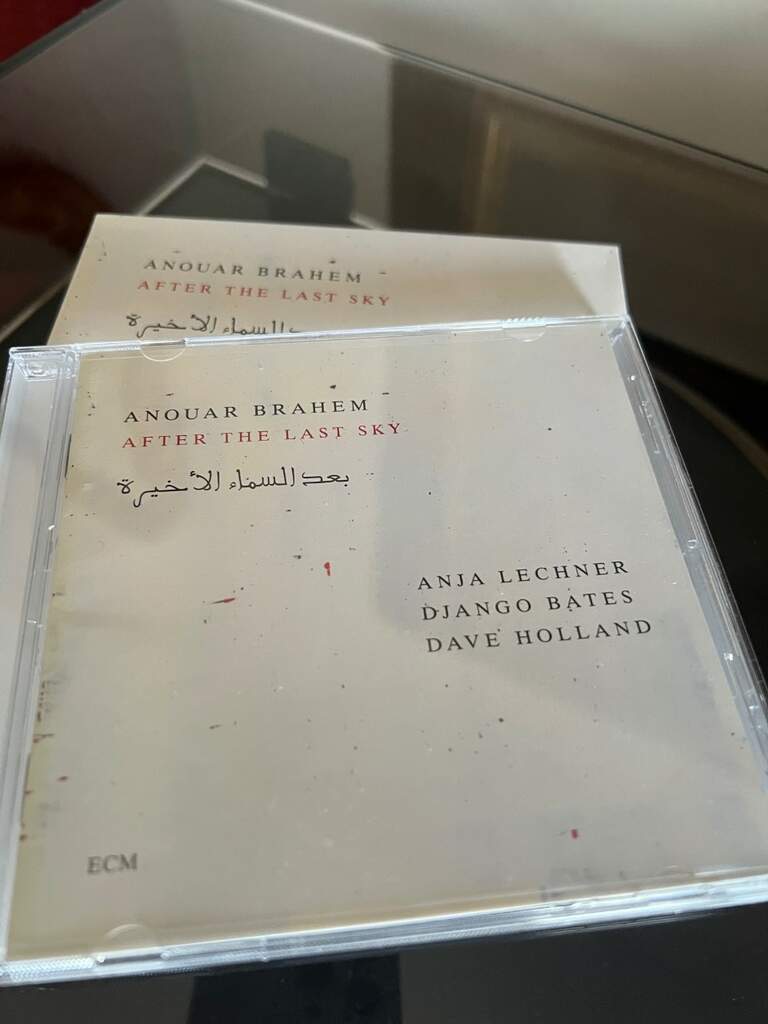 ANOUAR BRAHEM
AFTER THE LAST SKY
السماء الأخيرة
ANOUAR BRAHEM
AFTER THE LAST SKY
بعد السماء الأخيرة
ANJA LECHNER
DJANGO BATES
DAVE HOLLAND
ECM